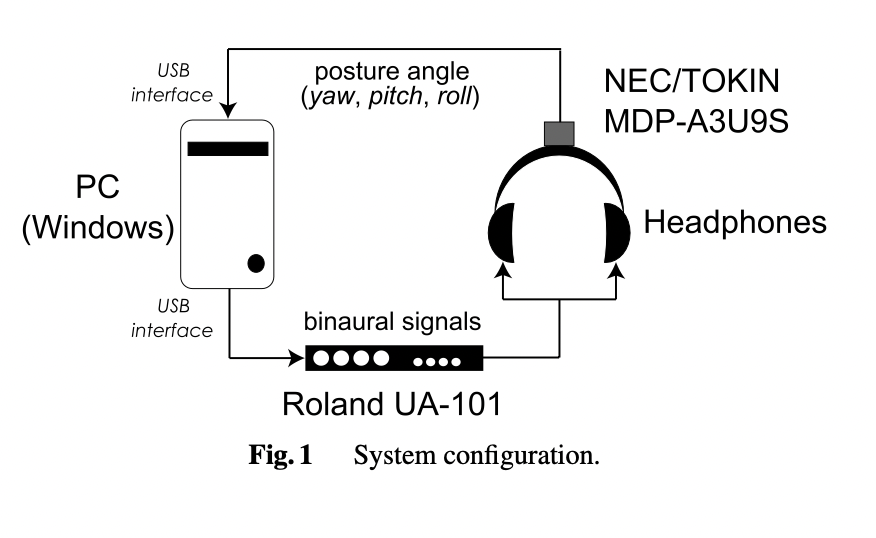 USB
interface
posture angle
(yaw, pitch, roll)
NEC/TOKIN
MDP-A3U9S
PC
(Windows)
Headphones
USB
interface
binaural signals
Roland UA-101
Fig. 1 System configuration.